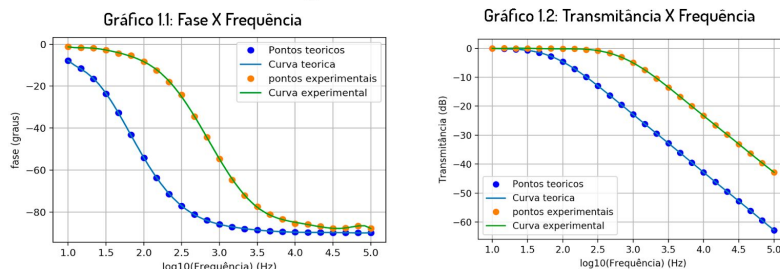 Gráfico 1.1: Fase X Frequência
0
-20
-40
-60
-80
fase (graus)
1.0 1.5 2.0 2.5 3.0 3.5 4.0 4.5 5.0
log10(Frequência) (Hz)
Pontos teoricos
Curva teorica
pontos experimentais
Curva experimental
Gráfico 1.2: Transmitância X Frequência
0
-10
-20
-30
-40
-50
-60
Transmitância (dB)
1.0 1.5 2.0 2.5 3.0 3.5 4.0 4.5 5.0
log10(Frequência) (Hz)
Pontos teoricos
Curva teorica
pontos experimentais
Curva experimental